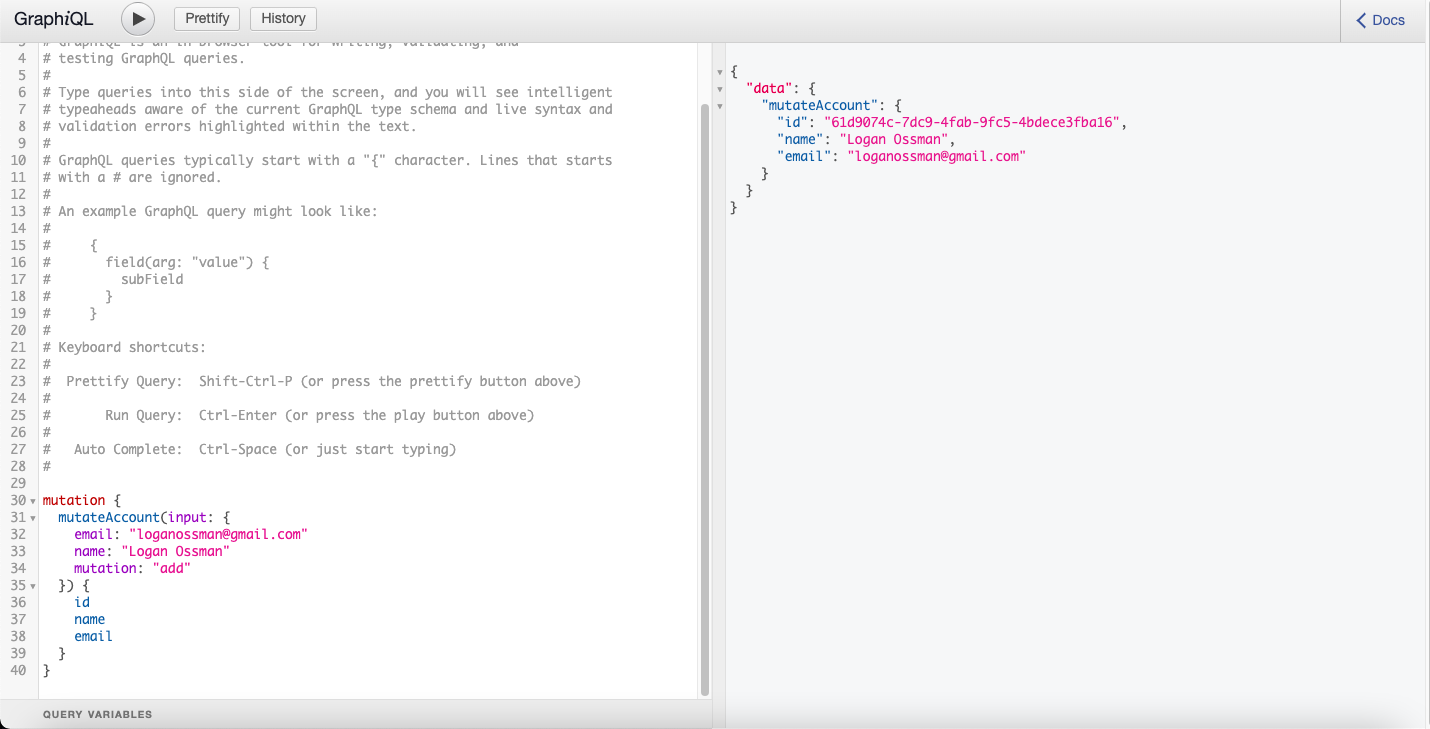 GraphiQL
Prettify
History
Docs
3 # GraphiQL is an in-browser tool for writing, validating, and
4 # testing GraphQL queries.
5 #
6 # Type queries into this side of the screen, and you will see intelligent
7 # typeaheads aware of the current GraphQL type schema and live syntax and
8 # validation errors highlighted within the text.
9 #
10 # GraphQL queries typically start with a "{" character. Lines that starts
11 # with a # are ignored.
12 #
13 # An example GraphQL query might look like:
14 #
15 #     {
16 #       field(arg: "value") {
17 #         subField
18 #       }
19 #     }
20 #
21 # Keyboard shortcuts:
22 #
23 #  Prettify Query:  Shift-Ctrl-P (or press the prettify button above)
24 #
25 #       Run Query:  Ctrl-Enter (or press the play button above)
26 #
27 #   Auto Complete:  Ctrl-Space (or just start typing)
28 #
29
30 mutation {
31   mutateAccount(input: {
32     email: "loganossman@gmail.com"
33     name: "Logan Ossman"
34     mutation: "add"
35   }) {
36     id
37     name
38     email
39   }
40 }
QUERY VARIABLES
{
  "data": {
    "mutateAccount": {
      "id": "61d9074c-7dc9-4fab-9fc5-4bdece3fba16",
      "name": "Logan Ossman",
      "email": "loganossman@gmail.com"
    }
  }
}